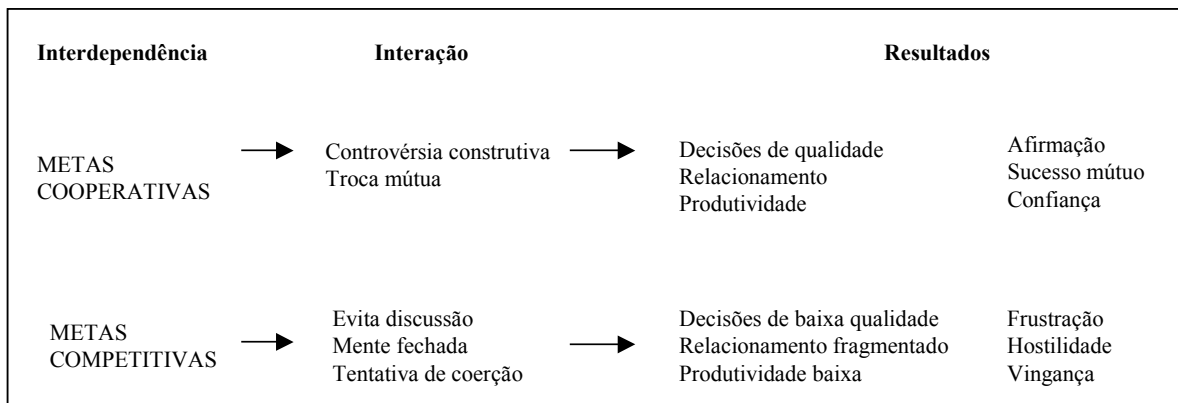 Interdependência
Interação
Resultados
METAS
COOPERATIVAS
Controvérsia construtiva
Troca mútua
Decisões de qualidade
Relacionamento
Produtividade
Afirmação
Sucesso mútuo
Confiança
METAS
COMPETITIVAS
Evita discussão
Mente fechada
Tentativa de coerção
Decisões de baixa qualidade
Relacionamento fragmentado
Produtividade baixa
Frustração
Hostilidade
Vingança